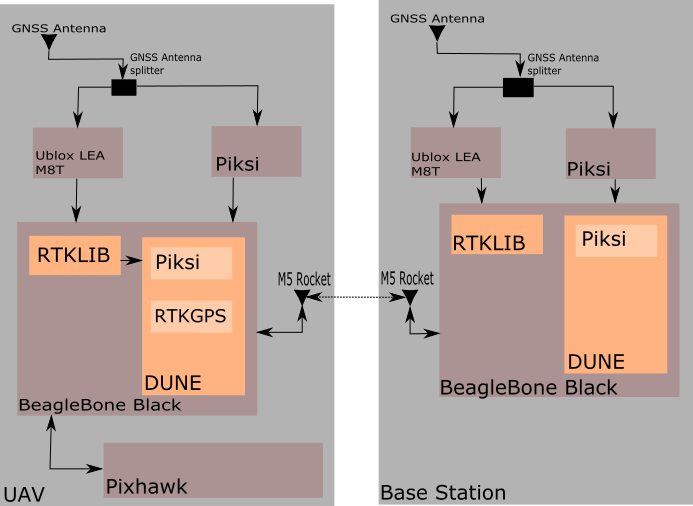 GNSS Antenna
GNSS Antenna
splitter
Ublox LEA
M8T
Piksi
RTKLIB
Piksi
RTKGPS
DUNE
BeagleBone Black
M5 Rocket
Pixhawk
UAV
GNSS Antenna
GNSS Antenna
splitter
Ublox LEA
M8T
Piksi
RTKLIB
Piksi
DUNE
BeagleBone Black
M5 Rocket
Base Station